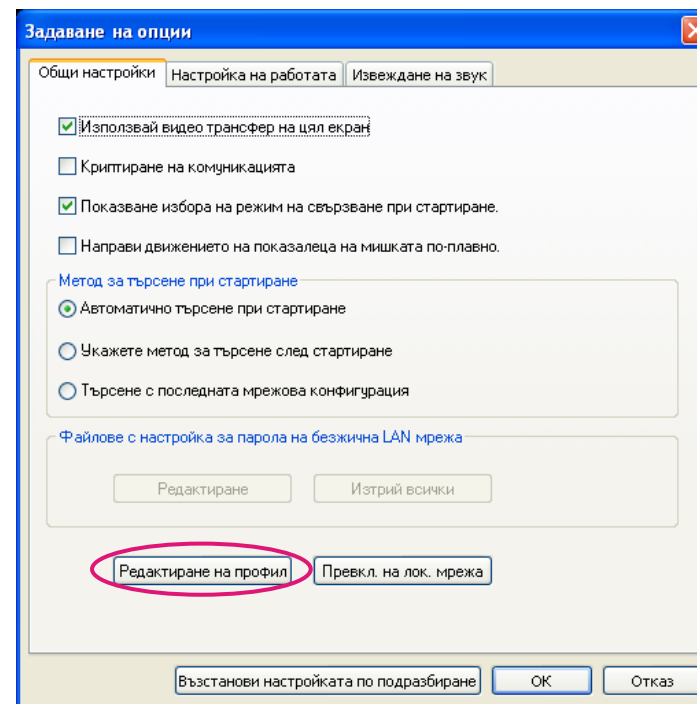 Задаване на опции
Общи настройки Настройка на работата Извеждане на звук
Използвай видео трансфер на цял екран
Криптиране на комуникацията
Показване избора на режим на свързване при стартиране.
Направи движението на показалеца на мишката по-плавно.
Метод за търсене при стартиране
Автоматично търсене при стартиране
Укажете метод за търсене след стартиране
Търсене с последната мрежова конфигурация
Файлове с настройка за парола на безжична LAN мрежа
Редактиране Изтрий всички
Редактиране на профил Превкл. на лок. мрежа
Възстанови настройката по подразбиране OK Отказ